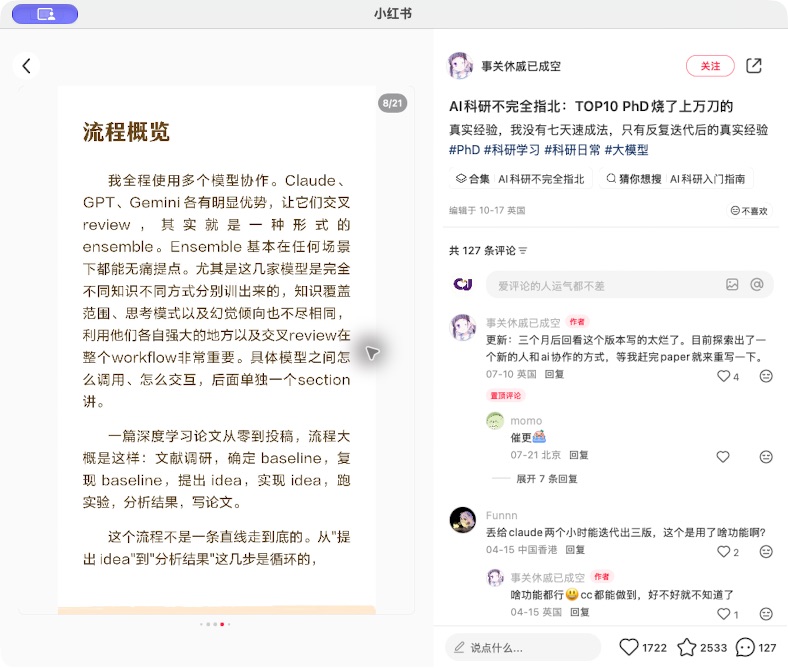 小红书
8/21
流程概览
我全程使用多个模型协作。Claude、
GPT、Gemini 各有明显优势，让它们交叉
review，其实就是一种形式的
ensemble。Ensemble 基本在任何场景
下都能无痛提点。尤其是这几家模型是完全
不同知识不同方式分别训出来的，知识覆盖
范围、思考模式以及幻觉倾向也不尽相同，
利用他们各自强大的地方以及交叉review在
整个workflow非常重要。具体模型之间怎
么调用、怎么交互，后面单独一个section
讲。
一篇深度学习论文从零到投稿，流程大
概是这样：文献调研，确定 baseline，复
现 baseline，提出 idea，实现 idea，跑
实验，分析结果，写论文。
这个流程不是一条直线走到底的。从"提
出 idea"到"分析结果"这几步是循环的，
事关休戚已成空
关注
AI科研不完全指北：TOP10 PhD烧了上万刀的
真实经验，我没有七天速成法，只有反复迭代后的真实经验
#PhD #科研学习 #科研日常 #大模型
合集 AI科研不完全指北
猜你想搜 AI科研入门指南
编辑于 10-17 英国
不喜欢
共 127 条评论
CJ
爱评论的人运气都不差
事关休戚已成空 作者
更新：三个月后回看这个版本写的太烂了。目前探索出了一
个新的人和ai协作的方式，等我赶完paper就来重写一下。
07-10 英国 回复
4
置顶评论
momo
催更
07-21 北京 回复
展开 7 条回复
Funnn
丢给claude两个小时能迭代出三版，这个是用了啥功能啊?
04-15 中国香港 回复
2
事关休戚已成空 作者
啥功能都行😃cc都能做到，好不好就不知道了
04-15 英国 回复
1
说点什么...
1722
2533
127